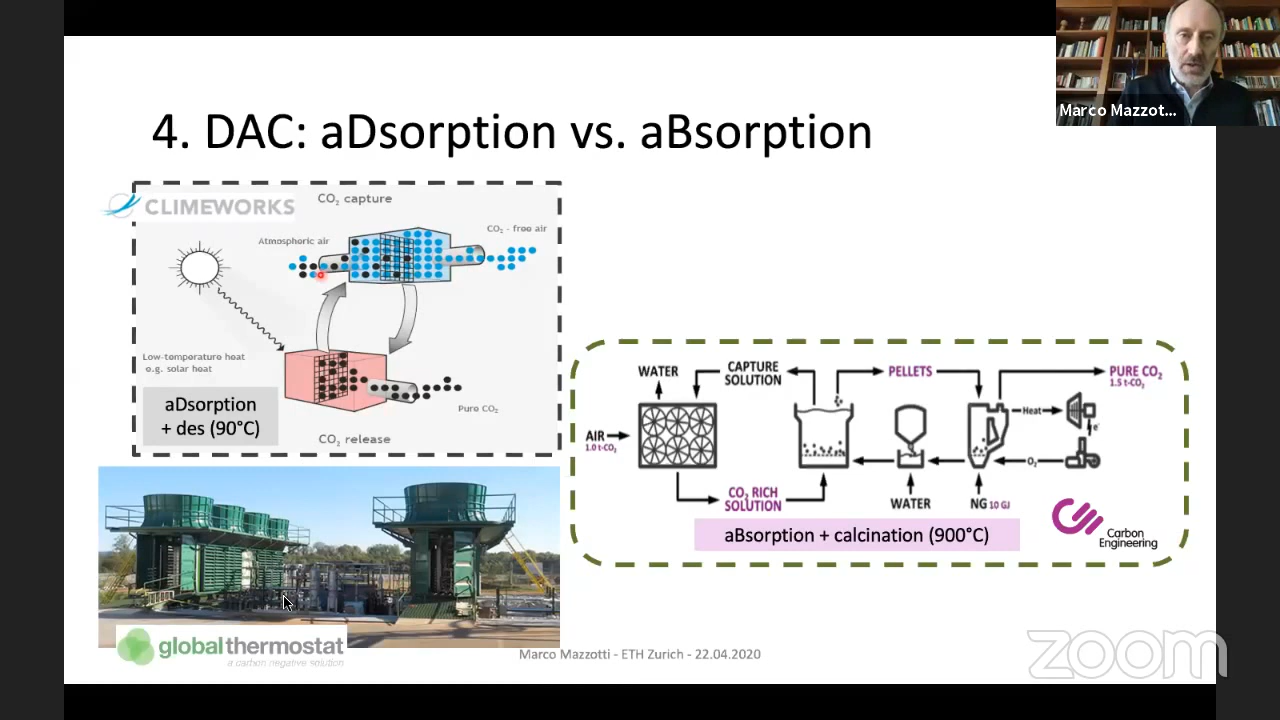 Marco Mazzot...
4. DAC: aDsorption vs. aBsorption
CLIMEWORKS
CO₂ capture
Atmospheric air
CO₂ - free air
Low-temperature heat
e.g. solar heat
aDsorption
+ des (90°C)
Pure CO₂
CO₂ release
WATER
CAPTURE
SOLUTION
PELLETS
PURE CO₂
1.5 t-CO₂
AIR
1.0 t-CO₂
Heat
e⁻
O₂
CO₂ RICH
SOLUTION
WATER
NG 10 GJ
aBsorption + calcination (900°C)
Carbon
Engineering
globalthermostat
a carbon negative solution
Marco Mazzotti - ETH Zurich - 22.04.2020
zoom